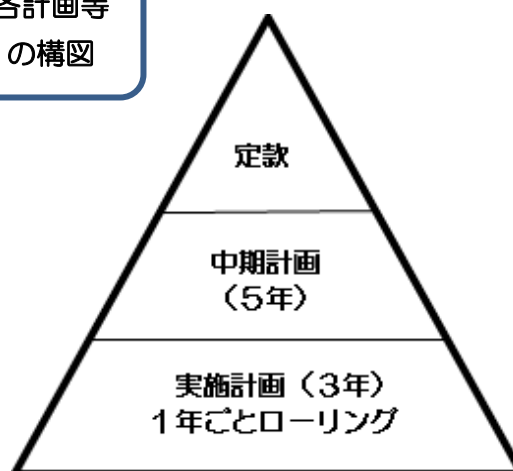 各計画等
の構図
定款
中期計画
（５年）
実施計画（３年）
１年ごとローリング